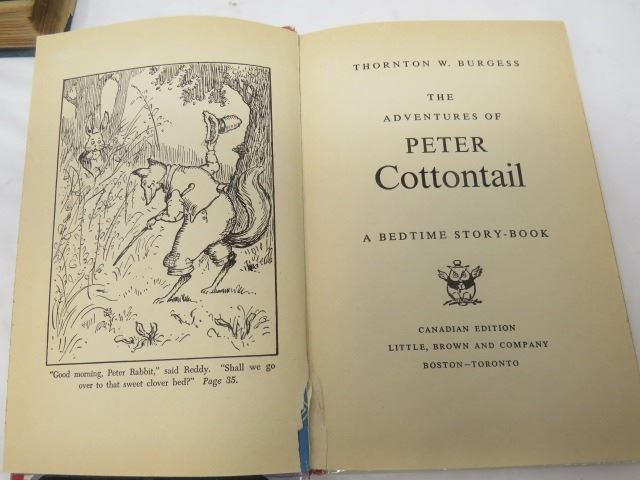 "Good morning, Peter Rabbit," said Reddy. "Shall we go
over to that sweet clover bed?" Page 35.
THORNTON W. BURGESS
THE
ADVENTURES OF
PETER
Cottontail
A BEDTIME STORY-BOOK
CANADIAN EDITION
LITTLE, BROWN AND COMPANY
BOSTON—TORONTO